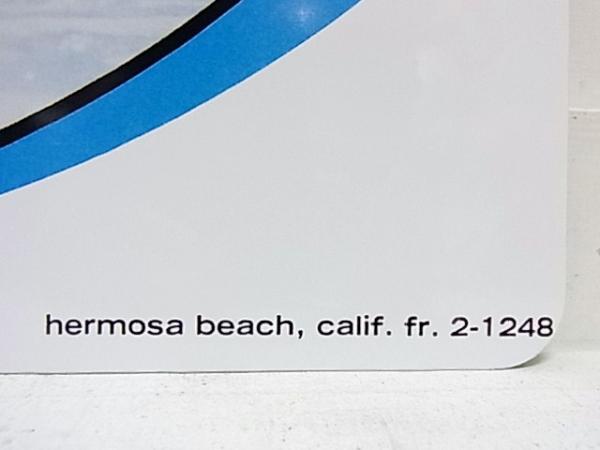 hermosa beach, calif. fr. 2-1248